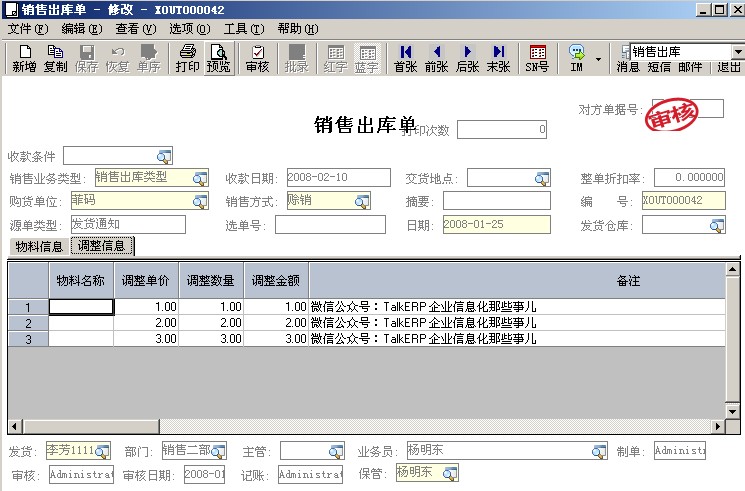 销售出库单 - 修改 - XOUT000042
文件(F) 编辑(E) 查看(V) 选项(O) 工具(T) 帮助(H)
新增 复制 保存 恢复 单序 打印 预览 审核 批录 红字 蓝字 首张 前张 后张 末张 SN号 IM 销售出库 消息 短信 邮件 退出
对方单据号: 审核
销售出库单 打印次数 0
收款条件
销售业务类型: 销售出库类型 收款日期: 2008-02-10 交货地点: 整单折扣率: 0.000000
购货单位: 菲码 销售方式: 赊销 摘要: 编 号: XOUT000042
源单类型: 发货通知 选单号: 日期: 2008-01-25 发货仓库:
物料信息 调整信息
物料名称 调整单价 调整数量 调整金额 备注
1 1.00 1.00 1.00 微信公众号：TalkERP企业信息化那些事儿
2 2.00 2.00 2.00 微信公众号：TalkERP企业信息化那些事儿
3 3.00 3.00 3.00 微信公众号：TalkERP企业信息化那些事儿
发货: 李芳1111 部门: 销售二部 主管: 业务员: 杨明东 制单: Administr
审核: Administrat 审核日期: 2008-01 记账: Administrat 保管: 杨明东